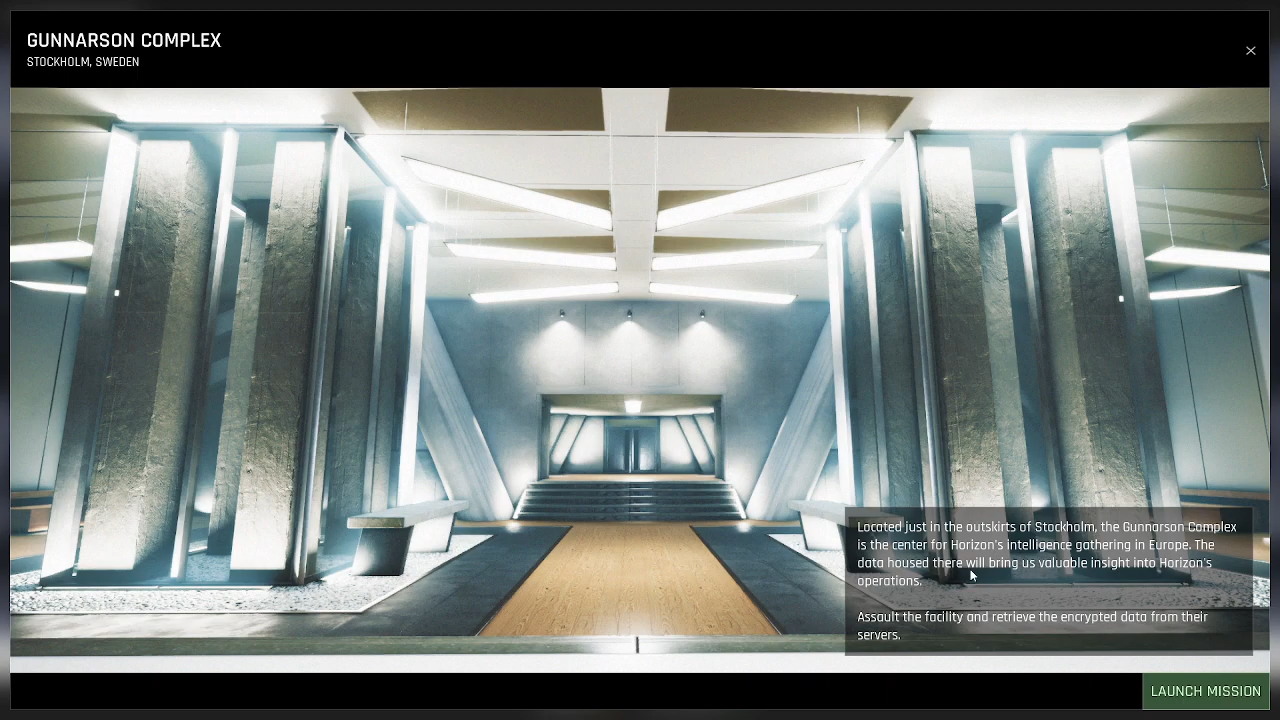 GUNNARSON COMPLEX
STOCKHOLM, SWEDEN
Located just in the outskirts of Stockholm, the Gunnarson Complex
is the center for Horizon's intelligence gathering in Europe. The
data housed there will bring us valuable insight into Horizon's
operations.
Assault the facility and retrieve the encrypted data from their
servers.
LAUNCH MISSION